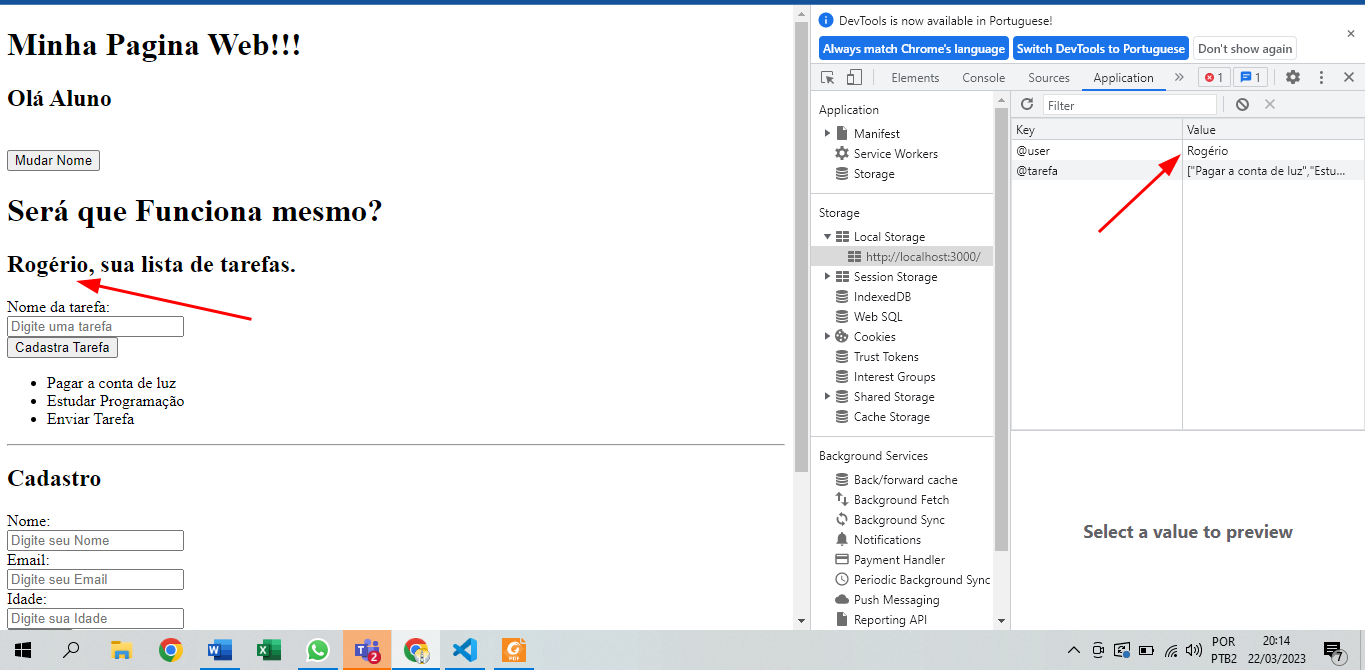 Minha Pagina Web!!!
Olá Aluno
Mudar Nome
Será que Funciona mesmo?
Rogério, sua lista de tarefas.
Nome da tarefa:
Digite uma tarefa
Cadastra Tarefa
Pagar a conta de luz
Estudar Programação
Enviar Tarefa
Cadastro
Nome:
Digite seu Nome
Email:
Digite seu Email
Idade:
Digite sua Idade
DevTools is now available in Portuguese!
Always match Chrome's language Switch DevTools to Portuguese Don't show again
Elements Console Sources Application » 1 1
Application
Manifest
Service Workers
Storage
Storage
Local Storage
http://localhost:3000/
Session Storage
IndexedDB
Web SQL
Cookies
Trust Tokens
Interest Groups
Shared Storage
Cache Storage
Background Services
Back/forward cache
Background Fetch
Background Sync
Notifications
Payment Handler
Periodic Background Sync
Push Messaging
Reporting API
Filter
Key Value
@user Rogério
@tarefa ["Pagar a conta de luz","Estu...
Select a value to preview
2
POR
PTB2
20:14
22/03/2023
7